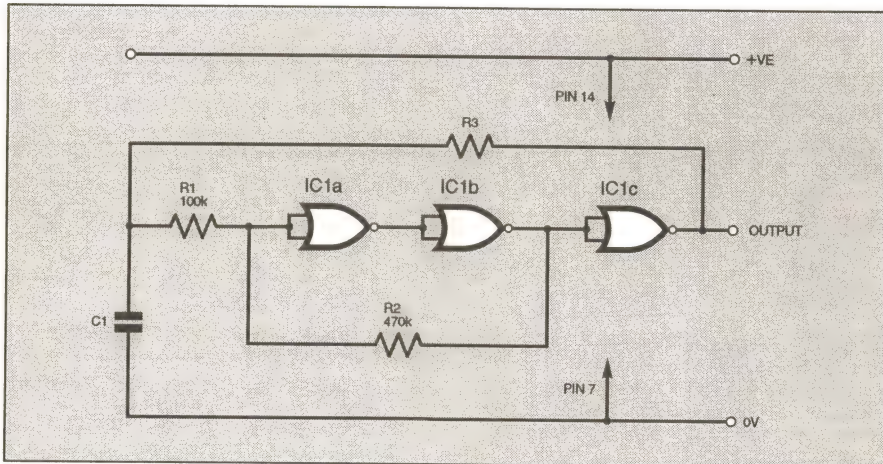 +VE
PIN 14
R3
R1
100k
IC1a
IC1b
IC1c
OUTPUT
C1
R2
470k
PIN 7
0V